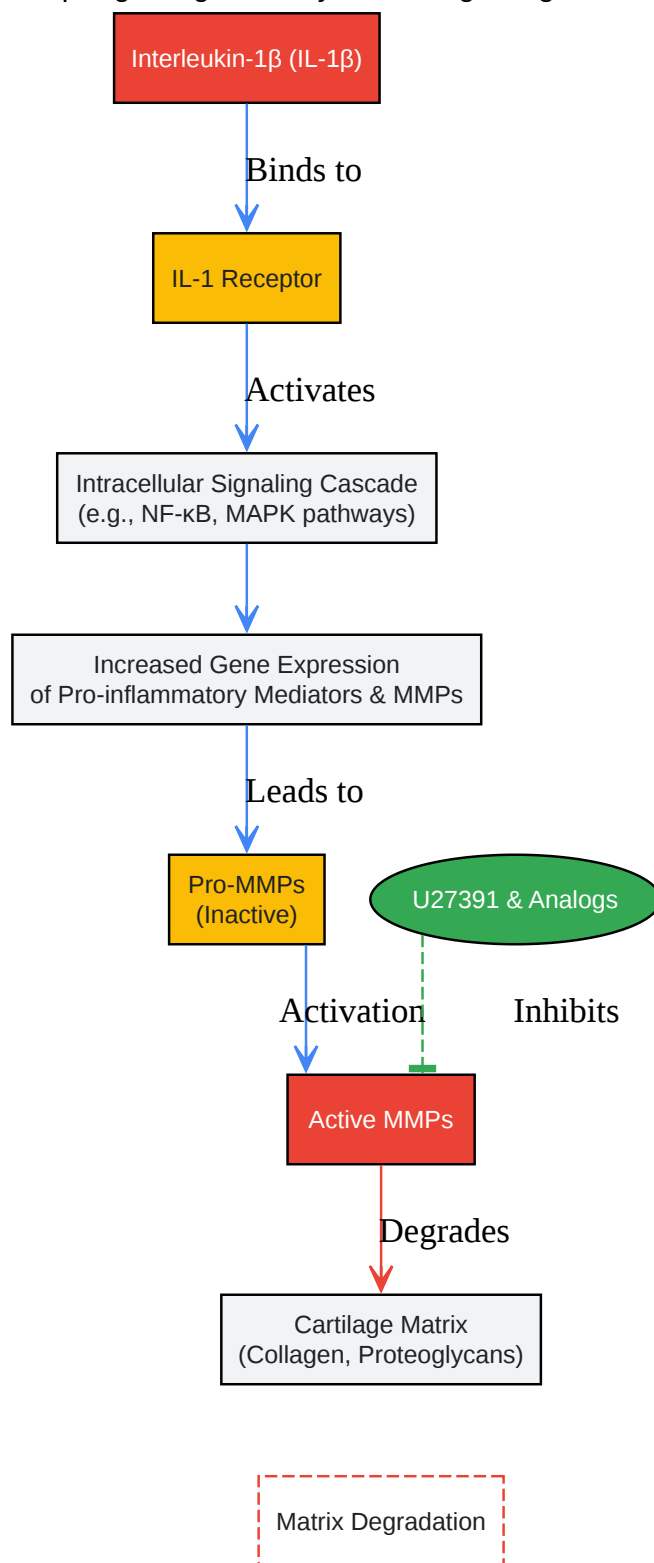 Interleukin-1β (IL-1β)
Binds to
IL-1 Receptor
Activates
Intracellular Signaling Cascade
(e.g., NF-κB, MAPK pathways)
Increased Gene Expression
of Pro-inflammatory Mediators & MMPs
Leads to
Pro-MMPs
(Inactive)
U27391 & Analogs
Activation
Inhibits
Active MMPs
Degrades
Cartilage Matrix
(Collagen, Proteoglycans)
Matrix Degradation